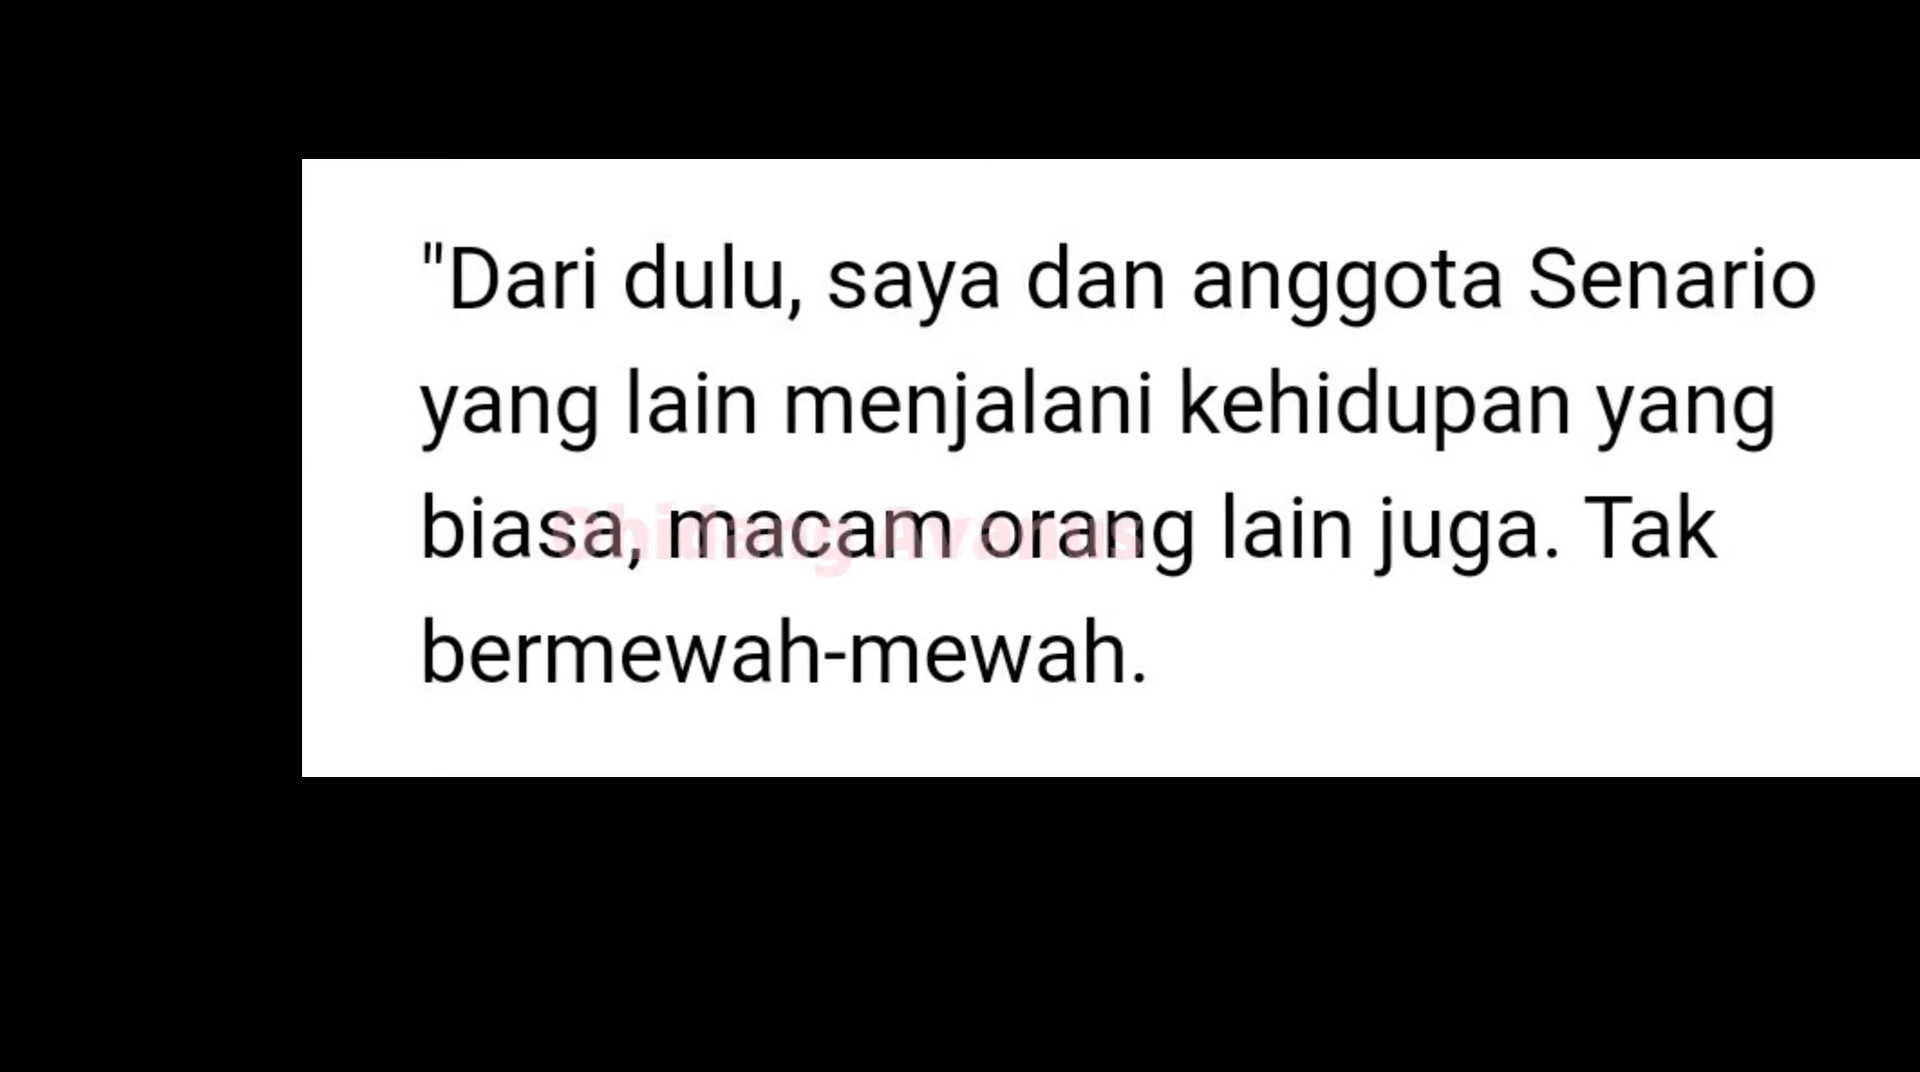 "Dari dulu, saya dan anggota Senario
yang lain menjalani kehidupan yang
biasa, macam orang lain juga. Tak
bermewah-mewah.